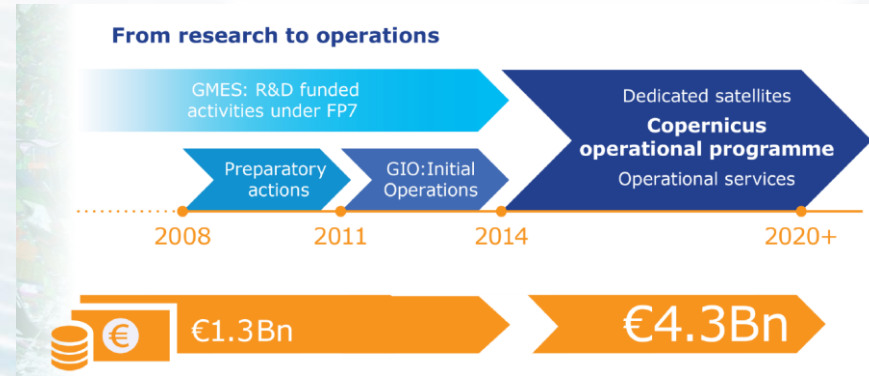 From research to operations
GMES: R&D funded
activities under FP7
Dedicated satellites
Copernicus
operational programme
Operational services
Preparatory
actions
GIO:Initial
Operations
2008
2011
2014
2020+
€
€1.3Bn
€4.3Bn